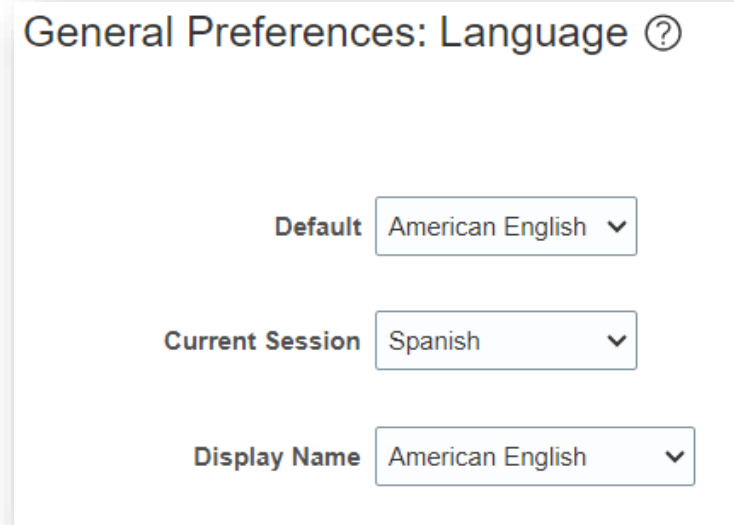 General Preferences: Language ?
Default American English
Current Session Spanish
Display Name American English